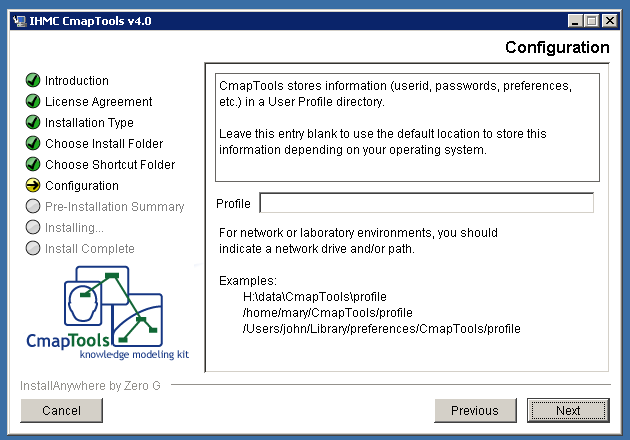 IHMC CmapTools v4.0
Configuration
Introduction
License Agreement
Installation Type
Choose Install Folder
Choose Shortcut Folder
Configuration
Pre-Installation Summary
Installing...
Install Complete
CmapTools
knowledge modeling kit
CmapTools stores information (userid, passwords, preferences,
etc.) in a User Profile directory.
Leave this entry blank to use the default location to store this
information depending on your operating system.
Profile
For network or laboratory environments, you should
indicate a network drive and/or path.
Examples:
H:\data\CmapTools\profile
/home/mary/CmapTools/profile
/Users/john/Library/preferences/CmapTools/profile
InstallAnywhere by Zero G
Cancel
Previous
Next